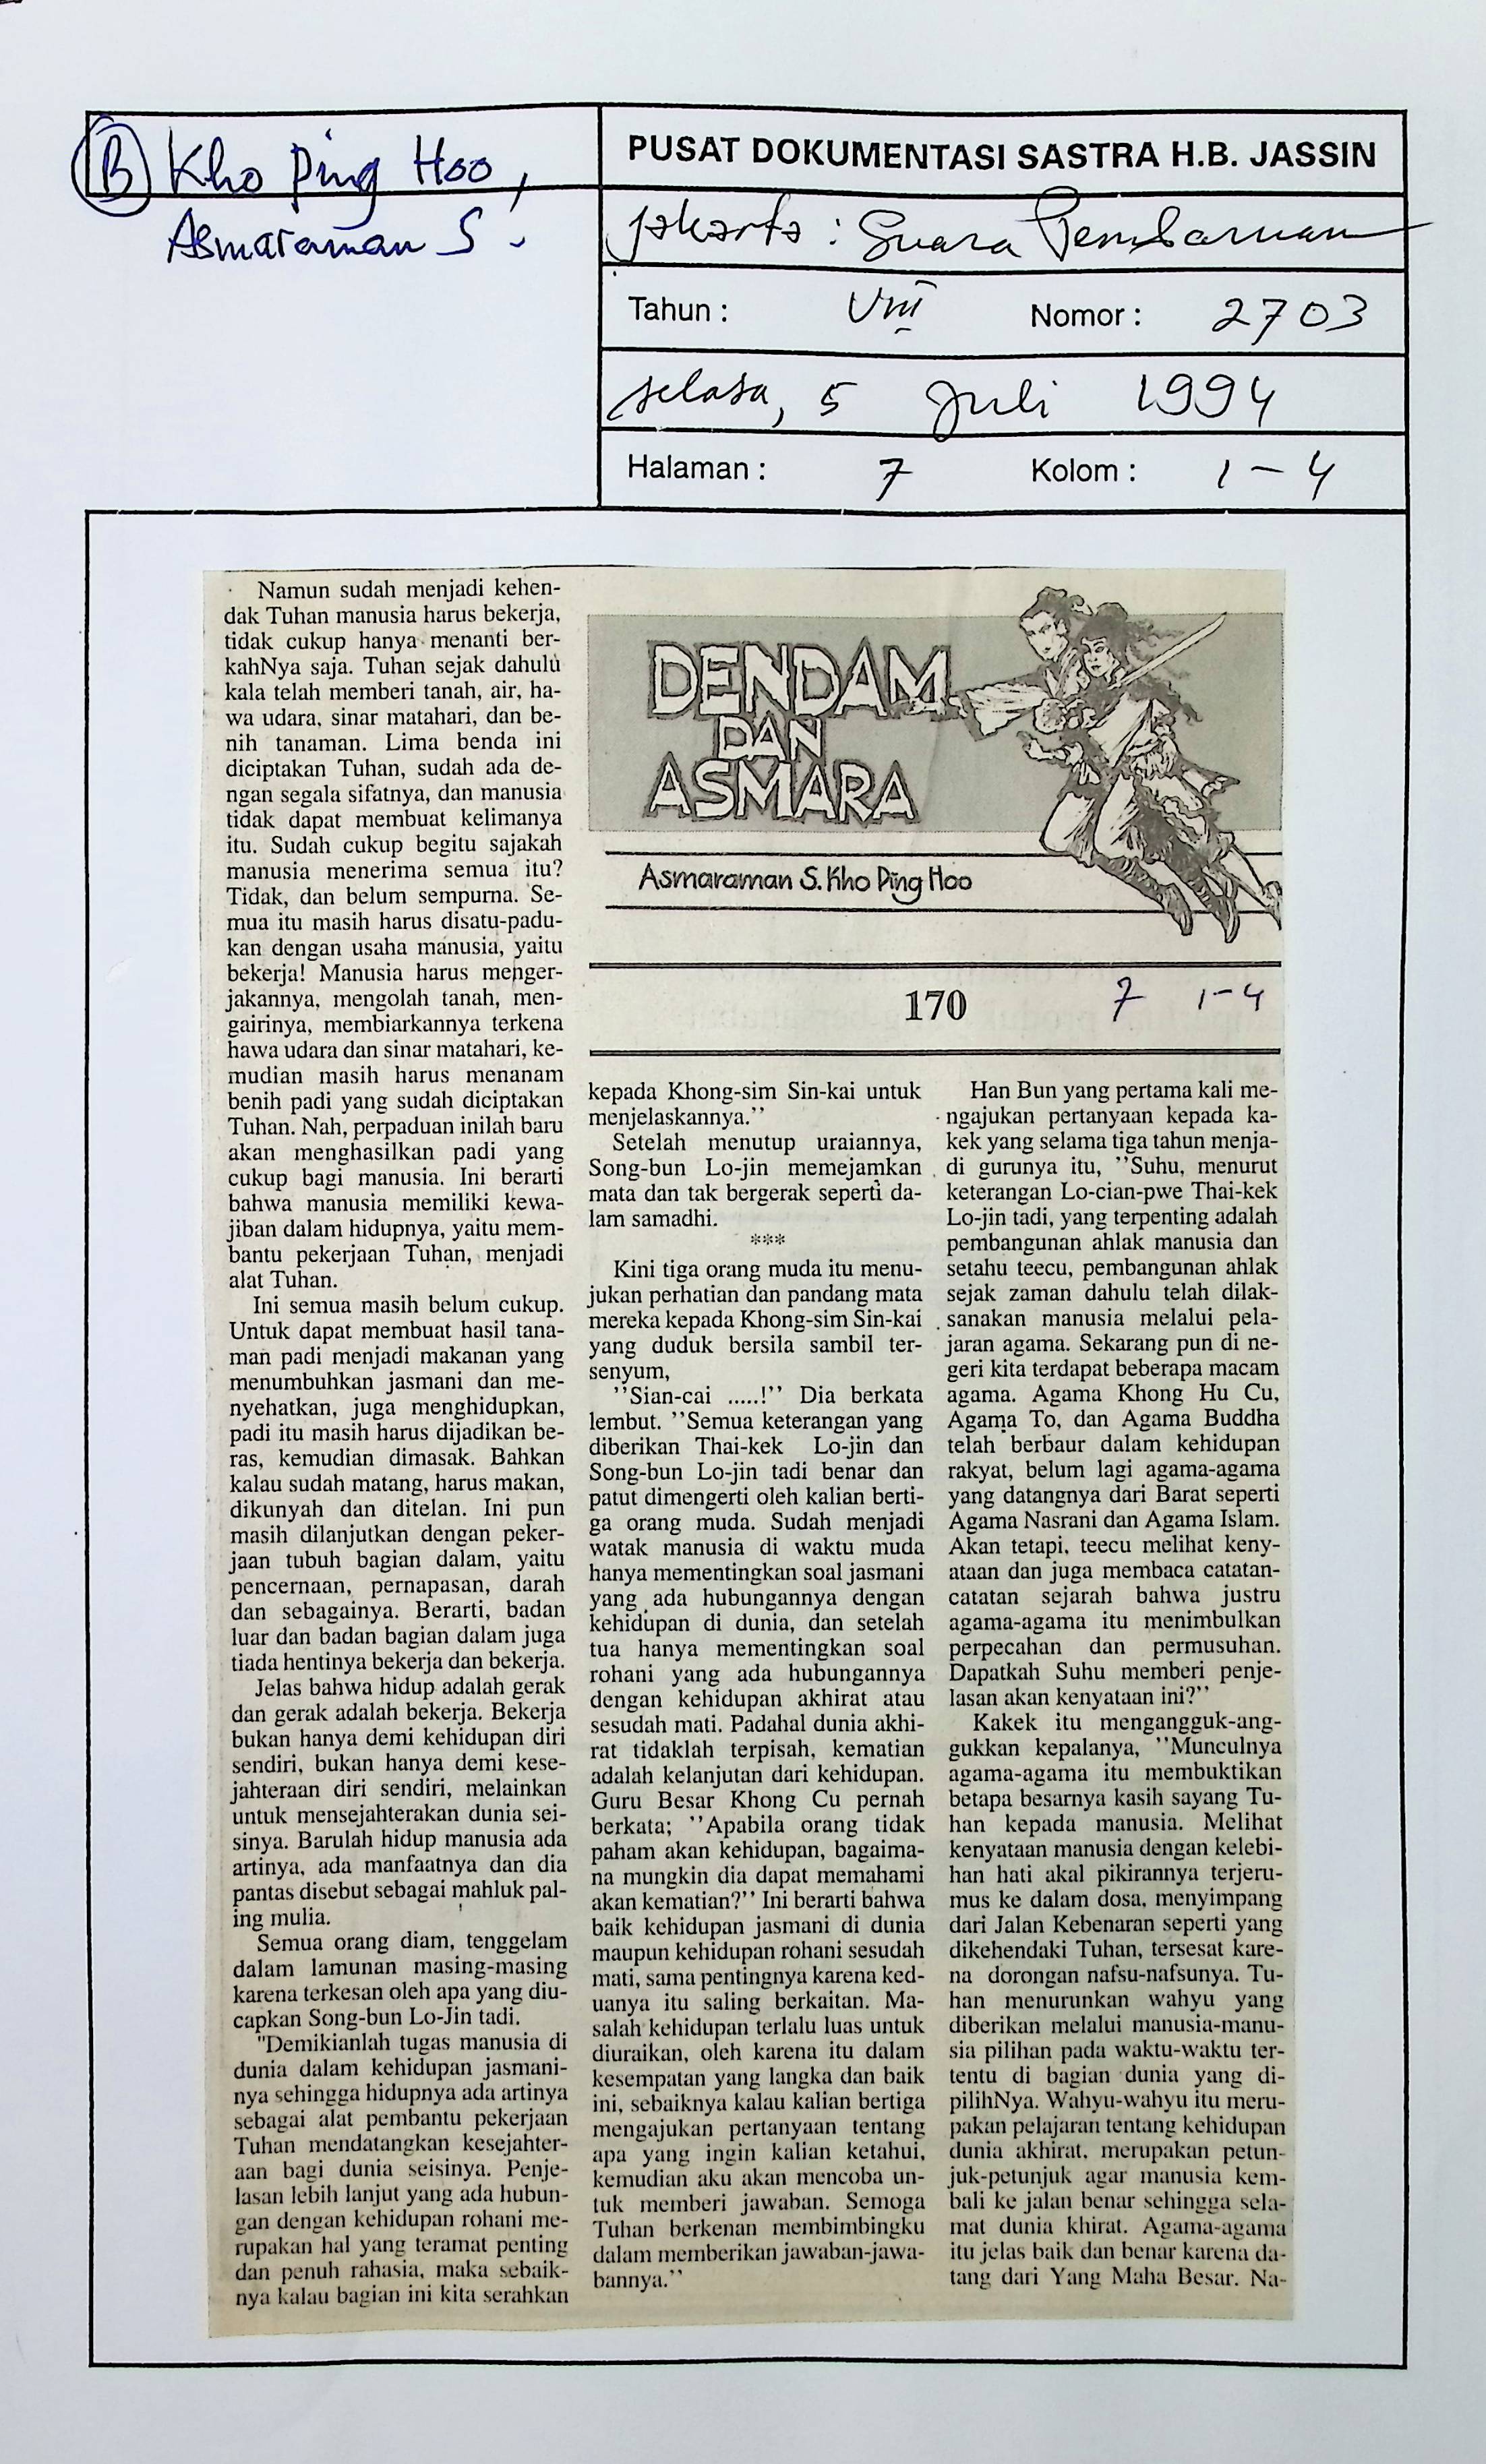 B Kho Ping Hoo,
Asmaraman S.
PUSAT DOKUMENTASI SASTRA H.B. JASSIN
Jakarta : Suara Pembaruan
Tahun : VIII Nomor : 2703
Selasa, 5 Juli 1994
Halaman : 7 Kolom : 1 – 4
Namun sudah menjadi kehen-
dak Tuhan manusia harus bekerja,
tidak cukup hanya menanti ber-
kahNya saja. Tuhan sejak dahulu
kala telah memberi tanah, air, ha-
wa udara, sinar matahari, dan be-
nih tanaman. Lima benda ini
diciptakan Tuhan, sudah ada de-
ngan segala sifatnya, dan manusia
tidak dapat membuat kelimanya
itu. Sudah cukup begitu sajakah
manusia menerima semua itu?
Tidak, dan belum sempurna. Se-
mua itu masih harus disatu-padu-
kan dengan usaha manusia, yaitu
bekerja! Manusia harus menger-
jakannya, mengolah tanah, men-
gairinya, membiarkannya terkena
hawa udara dan sinar matahari, ke-
mudian masih harus menanam
benih padi yang sudah diciptakan
Tuhan. Nah, perpaduan inilah baru
akan menghasilkan padi yang
cukup bagi manusia. Ini berarti
bahwa manusia memiliki kewa-
jiban dalam hidupnya, yaitu mem-
bantu pekerjaan Tuhan, menjadi
alat Tuhan.
Ini semua masih belum cukup.
Untuk dapat membuat hasil tana-
man padi menjadi makanan yang
menumbuhkan jasmani dan me-
nyehatkan, juga menghidupkan,
padi itu masih harus dijadikan be-
ras, kemudian dimasak. Bahkan
kalau sudah matang, harus makan,
dikunyah dan ditelan. Ini pun
masih dilanjutkan dengan peker-
jaan tubuh bagian dalam, yaitu
pencernaan, pernapasan, darah
dan sebagainya. Berarti, badan
luar dan badan bagian dalam juga
tiada hentinya bekerja dan bekerja.
Jelas bahwa hidup adalah gerak
dan gerak adalah bekerja. Bekerja
bukan hanya demi kehidupan diri
sendiri, bukan hanya demi kese-
jahteraan diri sendiri, melainkan
untuk mensejahterakan dunia sei-
sinya. Barulah hidup manusia ada
artinya, ada manfaatnya dan dia
pantas disebut sebagai mahluk pal-
ing mulia.
Semua orang diam, tenggelam
dalam lamunan masing-masing
karena terkesan oleh apa yang diu-
capkan Song-bun Lo-Jin tadi.
"Demikianlah tugas manusia di
dunia dalam kehidupan jasmani-
nya sehingga hidupnya ada artinya
sebagai alat pembantu pekerjaan
Tuhan mendatangkan kesejahter-
aan bagi dunia seisinya. Penje-
lasan lebih lanjut yang ada hubun-
gan dengan kehidupan rohani me-
rupakan hal yang teramat penting
dan penuh rahasia, maka sebaik-
nya kalau bagian ini kita serahkan
DENDAM
DAN
ASMARA
Asmaraman S. Kho Ping Hoo
170 7 1-4
kepada Khong-sim Sin-kai untuk
menjelaskannya.''
Setelah menutup uraiannya,
Song-bun Lo-jin memejamkan
mata dan tak bergerak seperti da-
lam samadhi.
***
Kini tiga orang muda itu menu-
jukan perhatian dan pandang mata
mereka kepada Khong-sim Sin-kai
yang duduk bersila sambil ter-
senyum,
''Sian-cai .....!'' Dia berkata
lembut. ''Semua keterangan yang
diberikan Thai-kek Lo-jin dan
Song-bun Lo-jin tadi benar dan
patut dimengerti oleh kalian berti-
ga orang muda. Sudah menjadi
watak manusia di waktu muda
hanya mementingkan soal jasmani
yang ada hubungannya dengan
kehidupan di dunia, dan setelah
tua hanya mementingkan soal
rohani yang ada hubungannya
dengan kehidupan akhirat atau
sesudah mati. Padahal dunia akhi-
rat tidaklah terpisah, kematian
adalah kelanjutan dari kehidupan.
Guru Besar Khong Cu pernah
berkata; ''Apabila orang tidak
paham akan kehidupan, bagaima-
na mungkin dia dapat memahami
akan kematian?'' Ini berarti bahwa
baik kehidupan jasmani di dunia
maupun kehidupan rohani sesudah
mati, sama pentingnya karena ked-
uanya itu saling berkaitan. Ma-
salah kehidupan terlalu luas untuk
diuraikan, oleh karena itu dalam
kesempatan yang langka dan baik
ini, sebaiknya kalau kalian bertiga
mengajukan pertanyaan tentang
apa yang ingin kalian ketahui,
kemudian aku akan mencoba un-
tuk memberi jawaban. Semoga
Tuhan berkenan membimbingku
dalam memberikan jawaban-jawa-
bannya.''
Han Bun yang pertama kali me-
ngajukan pertanyaan kepada ka-
kek yang selama tiga tahun menja-
di gurunya itu, ''Suhu, menurut
keterangan Lo-cian-pwe Thai-kek
Lo-jin tadi, yang terpenting adalah
pembangunan ahlak manusia dan
setahu teecu, pembangunan ahlak
sejak zaman dahulu telah dilak-
sanakan manusia melalui pela-
jaran agama. Sekarang pun di ne-
geri kita terdapat beberapa macam
agama. Agama Khong Hu Cu,
Agama To, dan Agama Buddha
telah berbaur dalam kehidupan
rakyat, belum lagi agama-agama
yang datangnya dari Barat seperti
Agama Nasrani dan Agama Islam.
Akan tetapi, teecu melihat keny-
ataan dan juga membaca catatan-
catatan sejarah bahwa justru
agama-agama itu menimbulkan
perpecahan dan permusuhan.
Dapatkah Suhu memberi penje-
lasan akan kenyataan ini?''
Kakek itu mengangguk-ang-
gukkan kepalanya, ''Munculnya
agama-agama itu membuktikan
betapa besarnya kasih sayang Tu-
han kepada manusia. Melihat
kenyataan manusia dengan kelebi-
han hati akal pikirannya terjeru-
mus ke dalam dosa, menyimpang
dari Jalan Kebenaran seperti yang
dikehendaki Tuhan, tersesat kare-
na dorongan nafsu-nafsunya. Tu-
han menurunkan wahyu yang
diberikan melalui manusia-manu-
sia pilihan pada waktu-waktu ter-
tentu di bagian dunia yang di-
pilihNya. Wahyu-wahyu itu meru-
pakan pelajaran tentang kehidupan
dunia akhirat, merupakan petun-
juk-petunjuk agar manusia kem-
bali ke jalan benar sehingga sela-
mat dunia khirat. Agama-agama
itu jelas baik dan benar karena da-
tang dari Yang Maha Besar. Na-